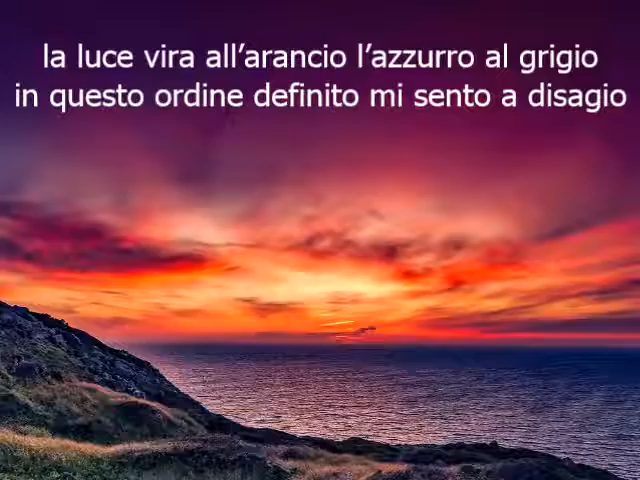 la luce vira all’arancio l’azzurro al grigio
in questo ordine definito mi sento a disagio